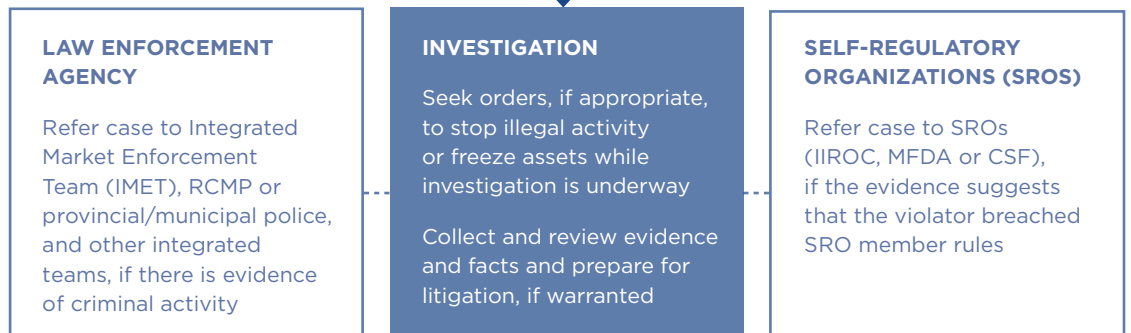 LAW ENFORCEMENT
AGENCY
Refer case to Integrated
Market Enforcement
Team (IMET), RCMP or
provincial/municipal police,
and other integrated
teams, if there is evidence
of criminal activity
INVESTIGATION
Seek orders, if appropriate,
to stop illegal activity
or freeze assets while
investigation is underway
Collect and review evidence
and facts and prepare for
litigation, if warranted
SELF-REGULATORY
ORGANIZATIONS (SROS)
Refer case to SROs
(IIROC, MFDA or CSF),
if the evidence suggests
that the violator breached
SRO member rules